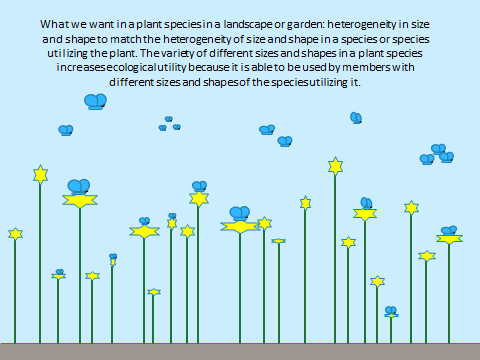 What we want in a plant species in a landscape or garden: heterogeneity in size
and shape to match the heterogeneity of size and shape in a species or species
utilizing the plant. The variety of different sizes and shapes in a plant species
increases ecological utility because it is able to be used by members with
different sizes and shapes of the species utilizing it.